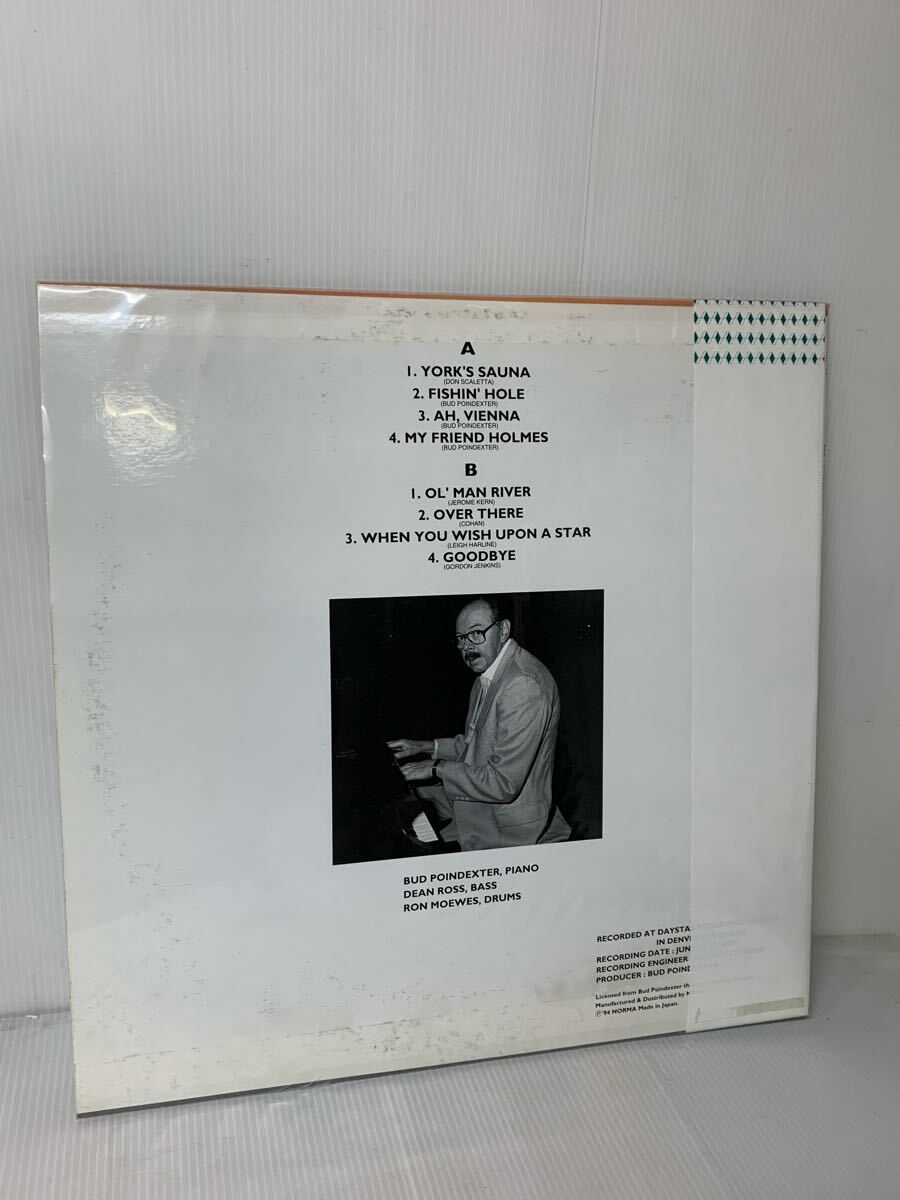 A
1. YORK'S SAUNA
(DON SCALETTA)
2. FISHIN' HOLE
(BUD POINDEXTER)
3. AH, VIENNA
(BUD POINDEXTER)
4. MY FRIEND HOLMES
(BUD POINDEXTER)
B
1. OL' MAN RIVER
(JEROME KERN)
2. OVER THERE
(COHAN)
3. WHEN YOU WISH UPON A STAR
(LEIGH HARLINE)
4. GOODBYE
(GORDON JENKINS)
BUD POINDEXTER, PIANO
DEAN ROSS, BASS
RON MOEWES, DRUMS
RECORDED AT DAYSTA
IN DENV
RECORDING DATE : JUN
RECORDING ENGINEER
PRODUCER : BUD POIND
Licensed from Bud Poindexter th
Manufactured & Dustributed by
℗'94 NORMA Made in Japan.